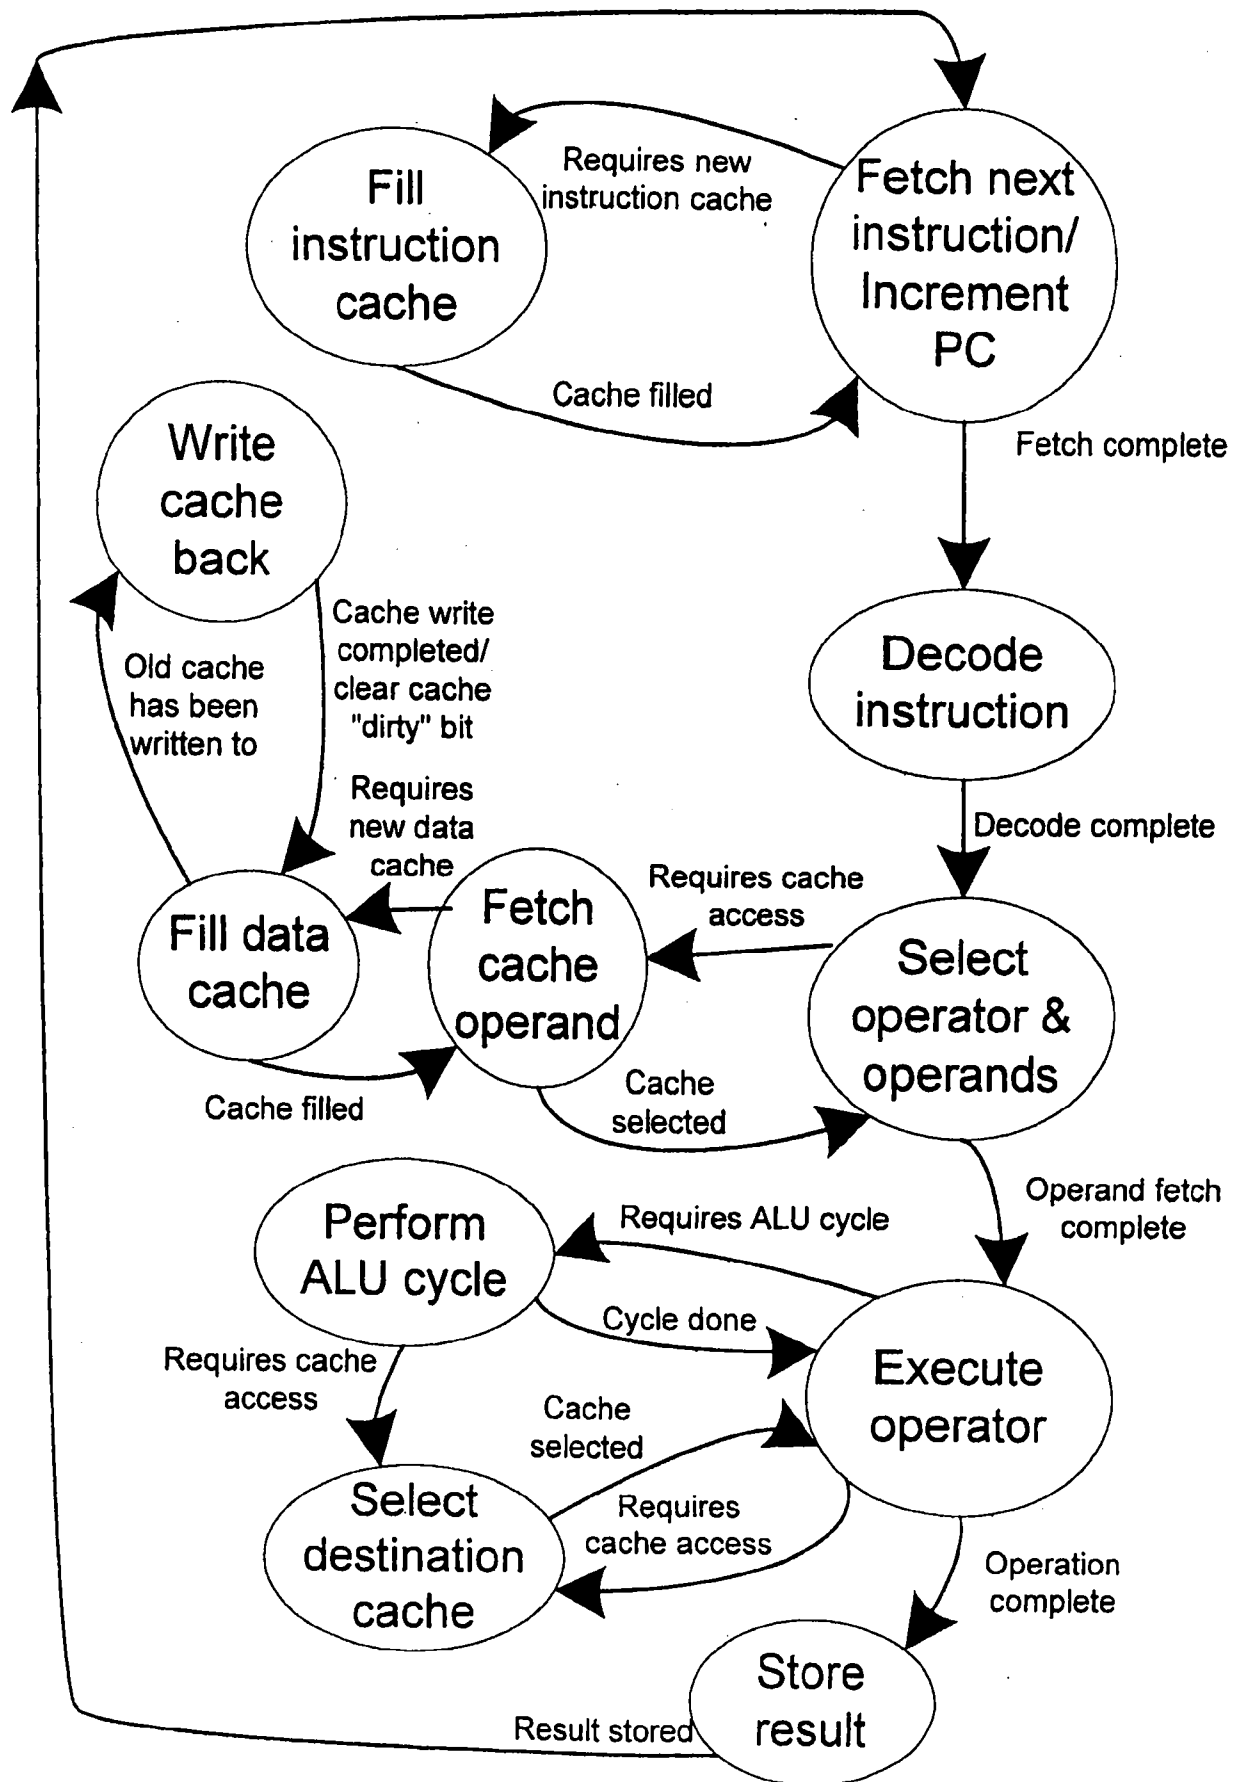 Requires new
instruction cache
Fetch next
instruction/
Increment
PC
Fill
instruction
cache
Cache filled
Fetch complete
Write
cache
back
Cache write
completed/
clear cache
"dirty" bit
Old cache
has been
written to
Decode
instruction
Decode complete
Requires
new data
cache
Requires cache
access
Fill data
cache
Fetch
cache
operand
Select
operator &
operands
Cache filled
Cache
selected
Operand fetch
complete
Perform
ALU cycle
Requires ALU cycle
Cycle done
Requires cache
access
Execute
operator
Cache
selected
Requires
cache access
Select
destination
cache
Operation
complete
Store
result
Result stored